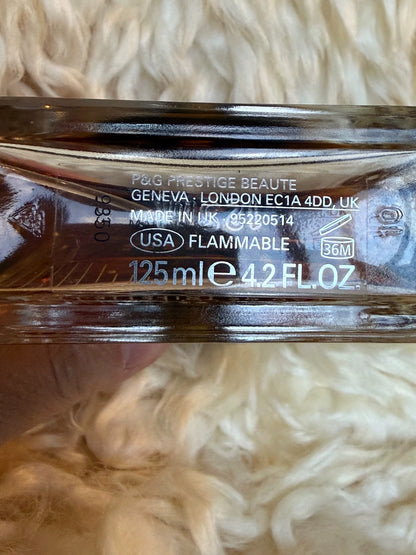 P&G PRESTIGE BEAUTE
GENEVA · LONDON EC1A 4DD, UK
MADE IN UK · 95220514
USA FLAMMABLE
36M
125ml e 4.2 FL.OZ.